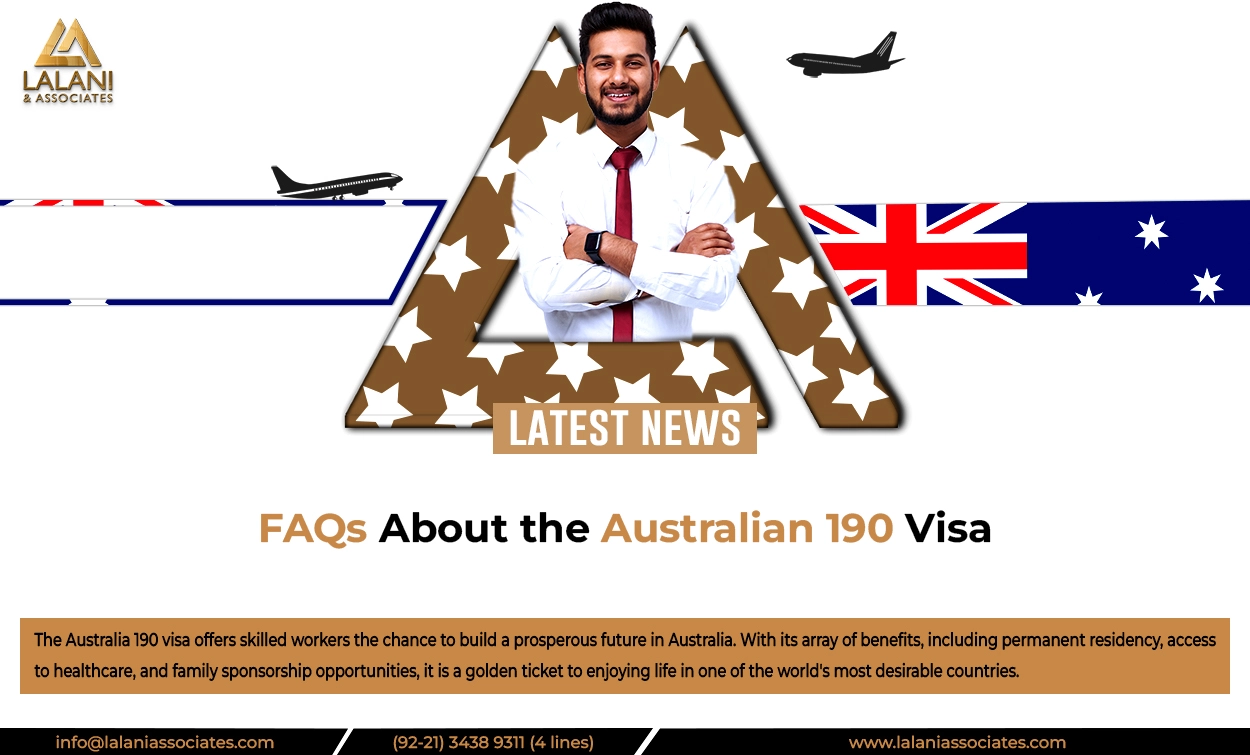 LALANI
& ASSOCIATES
LATEST NEWS
FAQs About the Australian 190 Visa
The Australia 190 visa offers skilled workers the chance to build a prosperous future in Australia. With its array of benefits, including permanent residency, access
to healthcare, and family sponsorship opportunities, it is a golden ticket to enjoying life in one of the world's most desirable countries.
info@lalaniassociates.com
(92-21) 3438 9311 (4 lines)
www.lalaniassociates.com